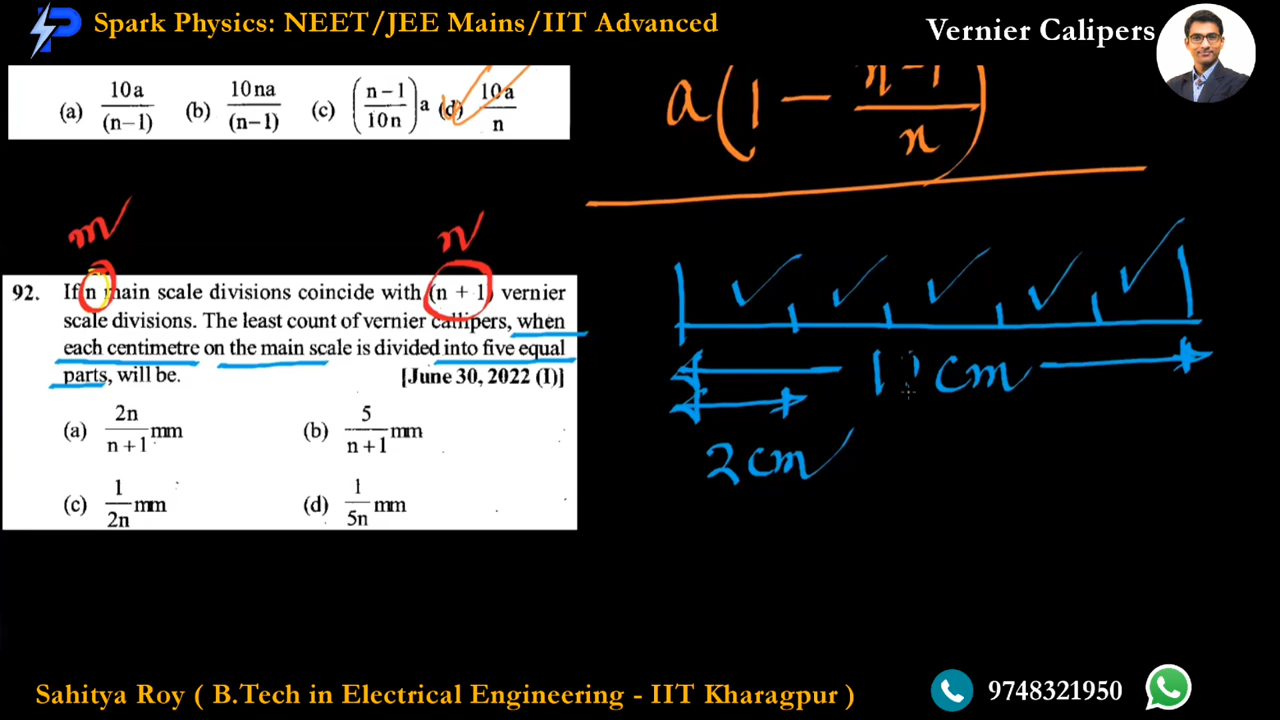 Spark Physics: NEET/JEE Mains/IIT Advanced
Vernier Calipers
(a) 10a/(n−1) (b) 10na/(n−1) (c) (n−1/10n) a (d) 10a/n
a(1 − n−1/n)
m
n
92. If n main scale divisions coincide with (n + 1) vernier
scale divisions. The least count of vernier callipers, when
each centimetre on the main scale is divided into five equal
parts, will be. [June 30, 2022 (I)]
(a) 2n/n+1 mm (b) 5/n+1 mm
(c) 1/2n mm (d) 1/5n mm
cm
2 cm
Sahitya Roy ( B.Tech in Electrical Engineering - IIT Kharagpur )
9748321950